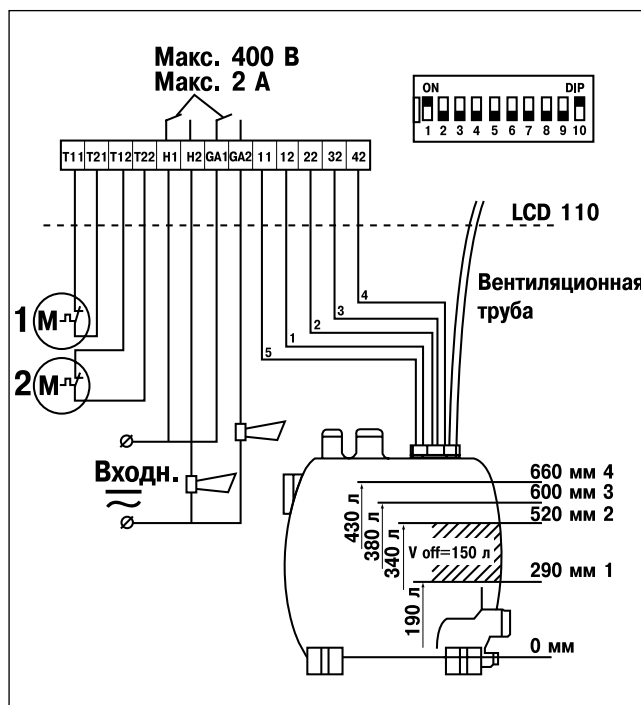 Макс. 400 В
Макс. 2 А
ON DIP
1 2 3 4 5 6 7 8 9 10
T11 T21 T12 T22 H1 H2 GA1 GA2 11 12 22 32 42
LCD 110
Вентиляционная
труба
4
3
2
1
5
1 M
2 M
Входн.
660 мм 4
600 мм 3
520 мм 2
290 мм 1
0 мм
430 л
380 л
340 л
V off=150 л
190 л